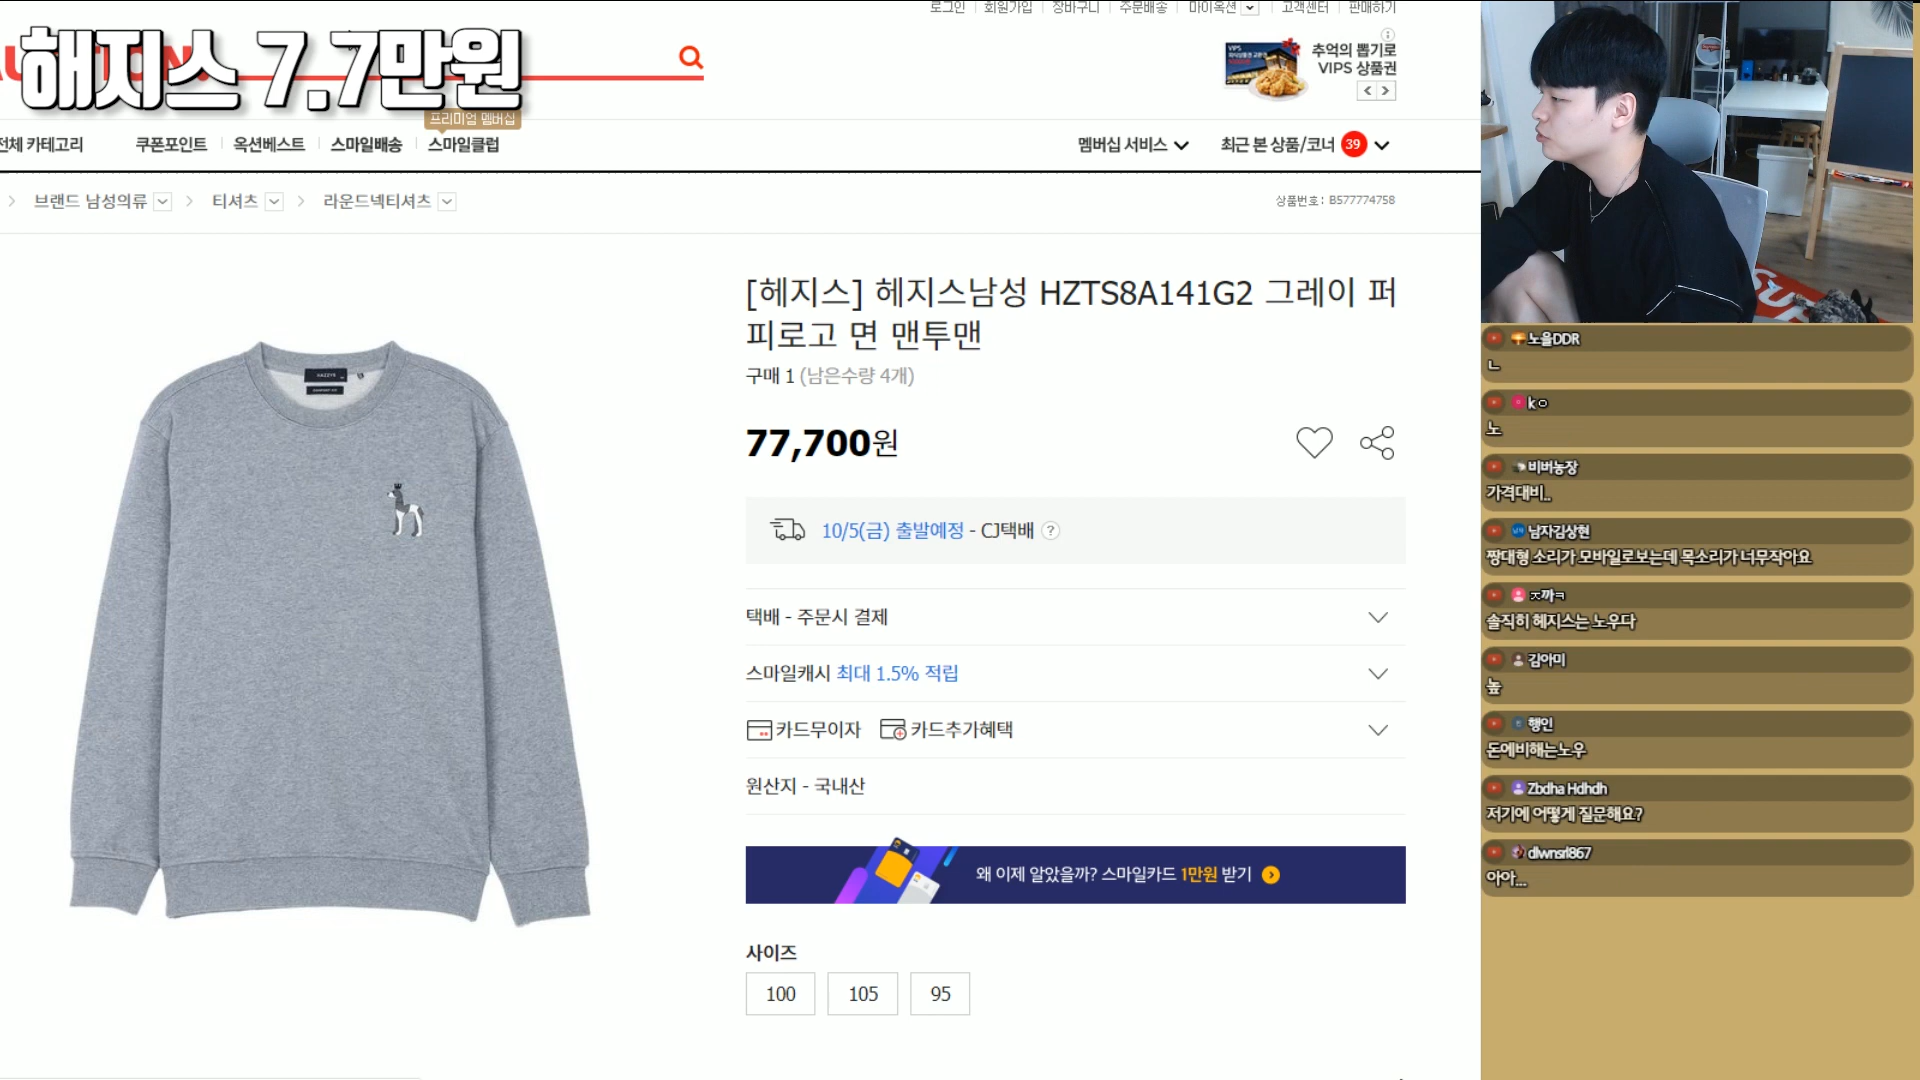 로그인 회원가입 장바구니 주문배송 마이옥션 고객센터 판매하기
해지스 7.7만원
추억의 뽑기로
VIPS 상품권
프리미엄 멤버십
전체 카테고리 쿠폰포인트 옥션베스트 스마일배송 스마일클럽 멤버십 서비스 최근 본 상품/코너 39
브랜드 남성의류 티셔츠 라운드넥티셔츠 상품번호 : B577774758
[헤지스] 헤지스남성 HZTS8A141G2 그레이 퍼
피로고 면 맨투맨
구매 1 (남은수량 4개)
77,700원
10/5(금) 출발예정 - CJ택배 ?
택배 - 주문시 결제
스마일캐시 최대 1.5% 적립
카드무이자 카드추가혜택
원산지 - 국내산
왜 이제 알았을까? 스마일카드 1만원 받기
사이즈
100 105 95
노을DDR
ㄴ
kㅇ
노
비버농장
가격대비..
남자김상현
짱대형 소리가 모바일로보는데 목소리가 너무작아요
ㅈ까ㅋ
솔직히 헤지스는 노우다
김아미
높
행인
돈에비해는노우
Zbdha Hdhdh
저기에 어떻게 질문해요?
dlwnsrl867
아아...